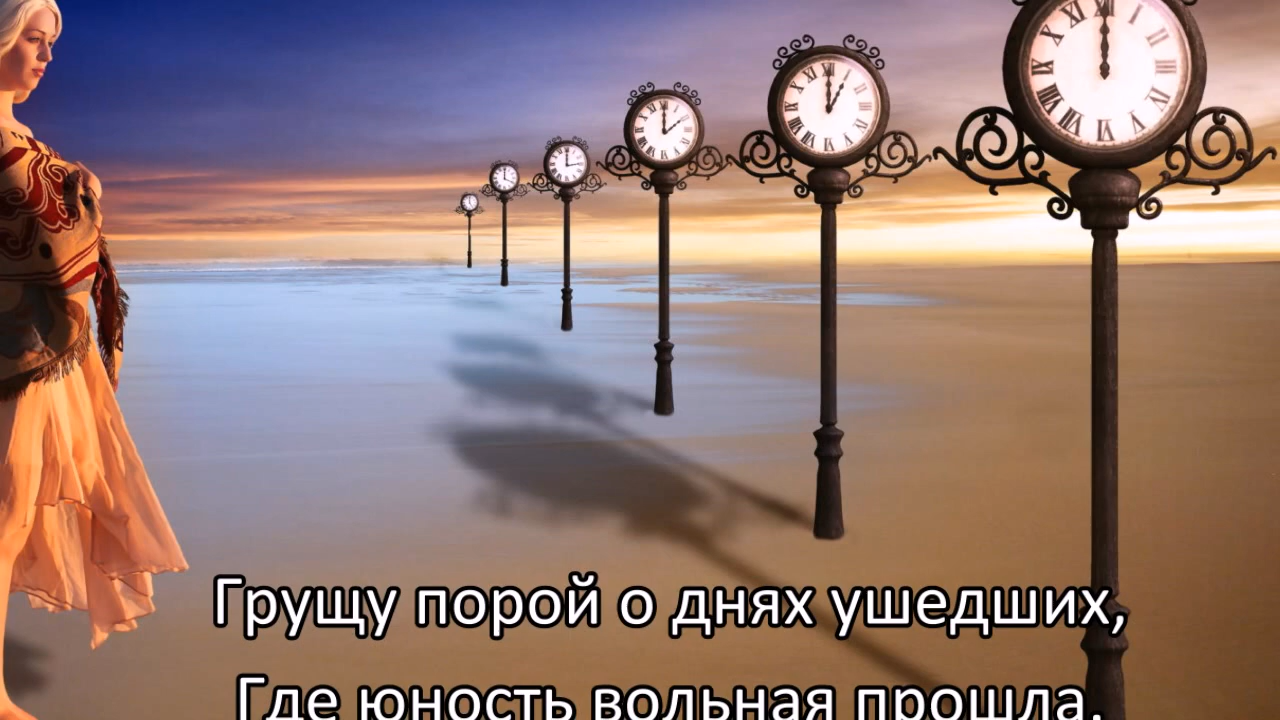 Грущу порой о днях ушедших,
Где юность вольная прошла.